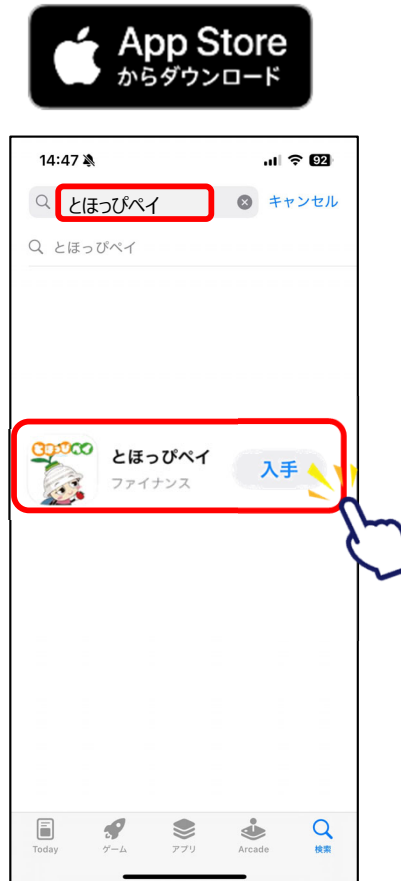 App Store
からダウンロード
14:47
92
とほっぴペイ
キャンセル
とほっぴペイ
とほっぴペイ
とほっぴペイ
ファイナンス
入手
Today
ゲーム
アプリ
Arcade
検索